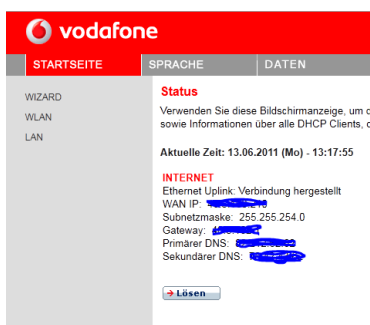 vodafone
STARTSEITE SPRACHE DATEN
WIZARD
WLAN
LAN
Status
Verwenden Sie diese Bildschirmanzeige, um
sowie Informationen über alle DHCP Clients,
Aktuelle Zeit: 13.06.2011 (Mo) - 13:17:55
INTERNET
Ethernet Uplink: Verbindung hergestellt
WAN IP:
Subnetzmaske: 255.255.254.0
Gateway:
Primärer DNS:
Sekundärer DNS:
Lösen